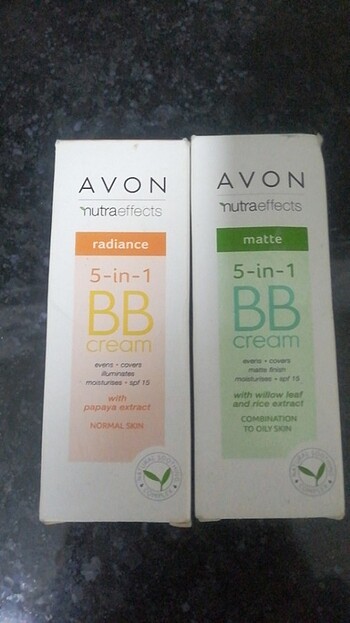 AVON
nutraeffects
radiance
5-in-1
BB
cream
evens • covers
illuminates
moisturises • spf 15
with
papaya extract
NORMAL SKIN
AVON
nutraeffects
matte
5-in-1
BB
cream
evens • covers
matte finish
moisturises • spf 15
with willow leaf
and rice extract
COMBINATION
TO OILY SKIN